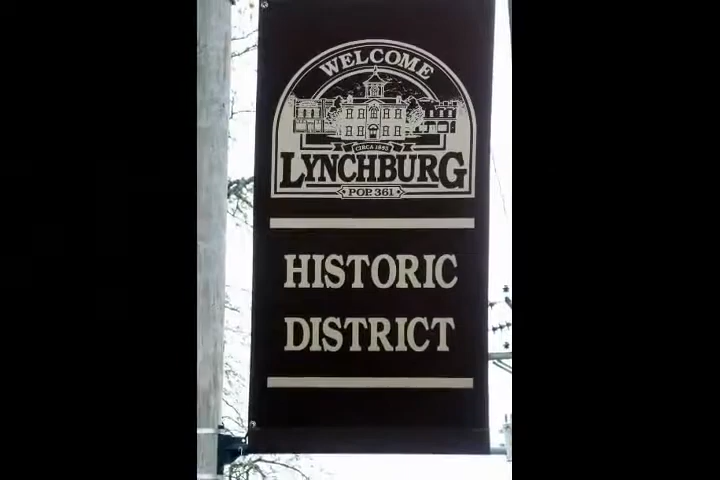 WELCOME
CIRCA 1892
LYNCHBURG
POP. 361
HISTORIC
DISTRICT